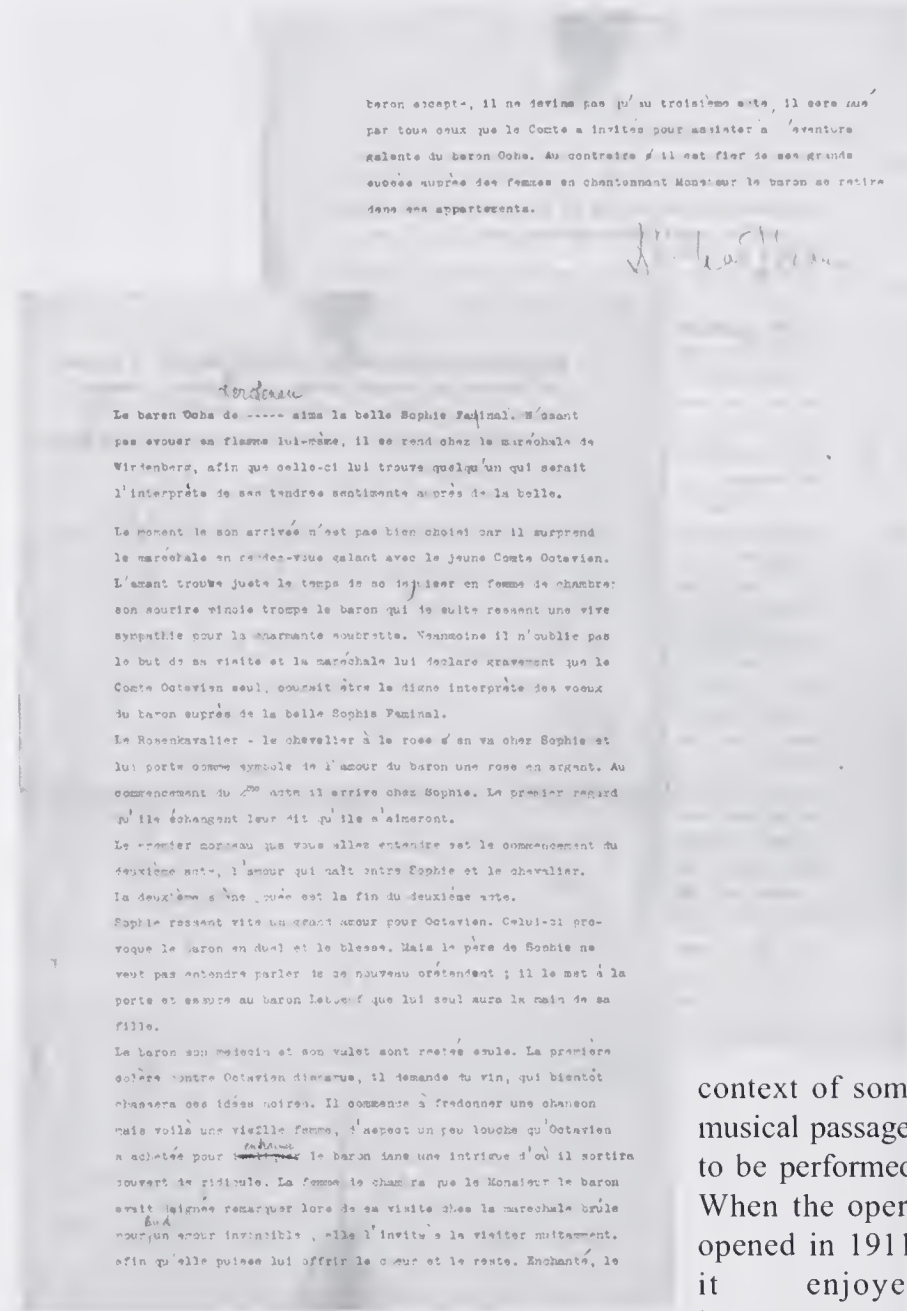 baron excepté, il ne devine pas qu'au troisième acte, il sera
par tous ceux que le Comte a invités pour assister à l'aventure
galante du baron Ochs. Au contraire il est fier de ses grands
succès auprès des femmes en chantonnant Monsieur le baron se retire
dans ses appartements.
Le baron Ochs de ----- aime la belle Sophie Faninal. N'osant
pas avouer sa flamme lui-même, il se rend chez la maréchale de
Wirdenberg, afin que celle-ci lui trouve quelqu'un qui serait
l'interprète de ses tendres sentiments auprès de la belle.
Le moment de son arrivée n'est pas bien choisi car il surprend
la maréchale en rendez-vous galant avec le jeune Comte Octavien.
L'amant trouve juste le temps de se déguiser en femme de chambre:
son sourire trompe le baron qui de suite ressent une vive
sympathie pour la charmante soubrette. Néanmoins il n'oublie pas
le but de sa visite et la maréchale lui déclare gravement que le
Comte Octavien seul, pourrait être le digne interprète des voeux
du baron auprès de la belle Sophie Faninal.
Le Rosenkavalier - le chevalier à la rose s'en va chez Sophie et
lui porte comme symbole de l'amour du baron une rose en argent. Au
commencement du 2me acte il arrive chez Sophie. Le premier regard
qu'ils échangent leur dit qu'ils s'aimeront.
Le premier morceau que vous allez entendre est le commencement du
deuxième acte, l'amour qui naît entre Sophie et le chevalier.
La deuxième scène jouée est la fin du deuxième acte.
Sophie ressent vite un grand amour pour Octavien. Celui-ci pro-
voque le baron en duel et le blesse. Mais le père de Sophie ne
veut pas entendre parler de ce nouveau prétendent ; il le met à la
porte et assure au baron que lui seul aura la main de sa
fille.
Le baron son médecin et son valet sont restés seuls. La première
colère contre Octavien disparue, il demande du vin, qui bientôt
chassera ces idées noires. Il commence à fredonner une chanson
mais voilà une vieille femme, d'aspect un peu louche qu'Octavien
a achetée pour le baron dans une intrigue d'où il sortira
couvert de ridicule. La femme de chambre que le Monsieur le baron
avait daignée remarquer lors de sa visite chez la maréchale brûle
pour un amour invincible , elle l'invite à la visiter nuitamment.
afin qu'elle puisse lui offrir le coeur et le reste. Enchanté, le
context of som
musical passage
to be performed
When the oper
opened in 1911
it enjoye